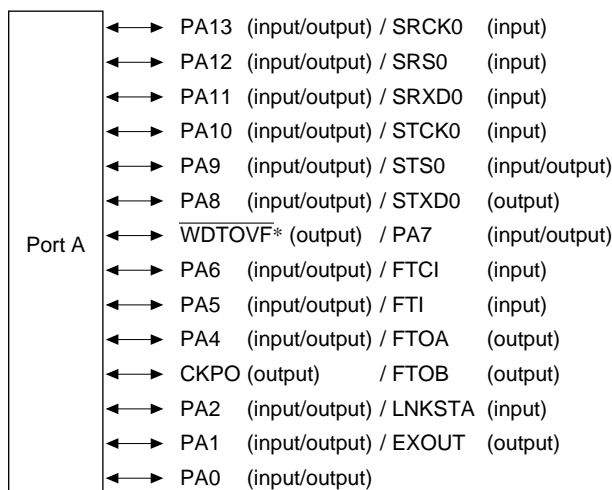 PA13 (input/output) / SRCK0 (input)
PA12 (input/output) / SRS0 (input)
PA11 (input/output) / SRXD0 (input)
PA10 (input/output) / STCK0 (input)
PA9 (input/output) / STS0 (input/output)
PA8 (input/output) / STXD0 (output)
Port A
WDTOVF* (output) / PA7 (input/output)
PA6 (input/output) / FTCI (input)
PA5 (input/output) / FTI (input)
PA4 (input/output) / FTOA (output)
CKPO (output) / FTOB (output)
PA2 (input/output) / LNKSTA (input)
PA1 (input/output) / EXOUT (output)
PA0 (input/output)